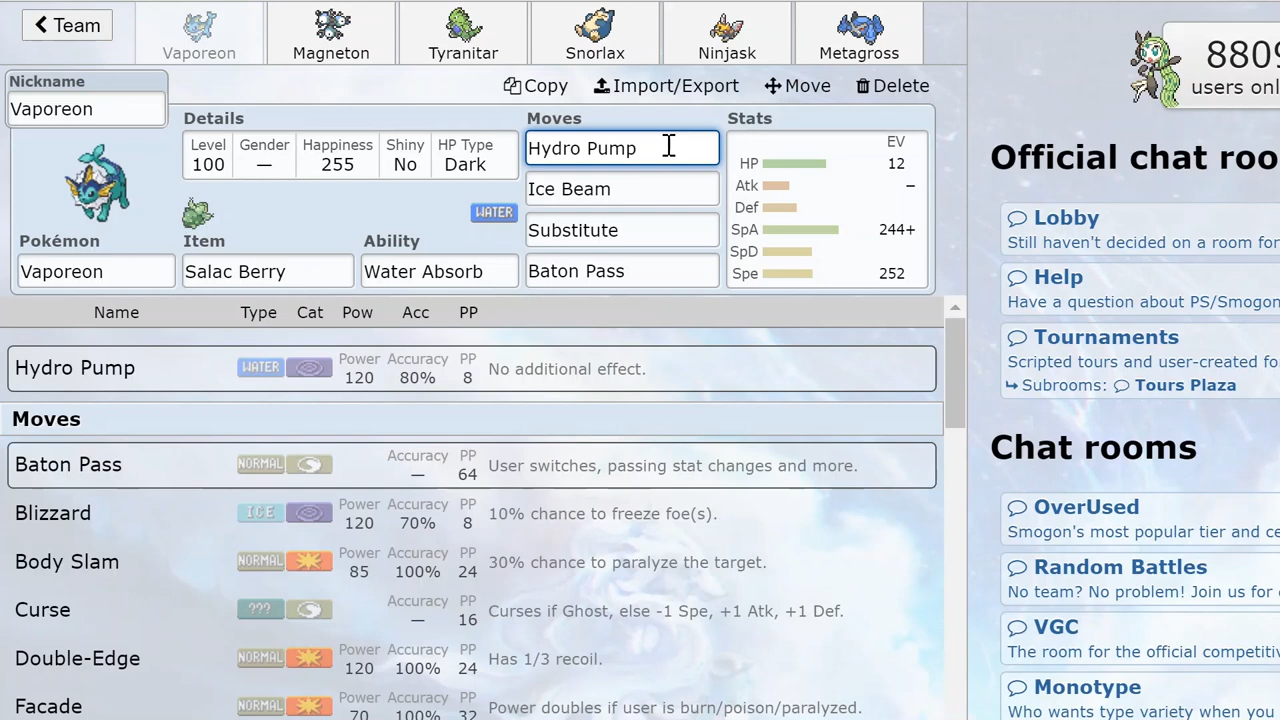 Team
Vaporeon
Magneton
Tyranitar
Snorlax
Ninjask
Metagross
8809
users onl
Nickname
Vaporeon
Copy
Import/Export
Move
Delete
Details
Level
100
Gender
—
Happiness
255
Shiny
No
HP Type
Dark
WATER
Pokémon
Vaporeon
Item
Salac Berry
Ability
Water Absorb
Moves
Hydro Pump
Ice Beam
Substitute
Baton Pass
Stats
EV
HP 12
Atk –
Def
SpA 244+
SpD
Spe 252
Name Type Cat Pow Acc PP
Hydro Pump WATER Power 120 Accuracy 80% PP 8 No additional effect.
Moves
Baton Pass NORMAL Accuracy — PP 64 User switches, passing stat changes and more.
Blizzard ICE Power 120 Accuracy 70% PP 8 10% chance to freeze foe(s).
Body Slam NORMAL Power 85 Accuracy 100% PP 24 30% chance to paralyze the target.
Curse ??? Accuracy — PP 16 Curses if Ghost, else -1 Spe, +1 Atk, +1 Def.
Double-Edge NORMAL Power 120 Accuracy 100% PP 24 Has 1/3 recoil.
Facade NORMAL Power 70 Accuracy 100% PP 32 Power doubles if user is burn/poison/paralyzed.
Official chat roo
Lobby
Still haven't decided on a room for
Help
Have a question about PS/Smogon
Tournaments
Scripted tours and user-created fo
↳ Subrooms: Tours Plaza
Chat rooms
OverUsed
Smogon's most popular tier and ce
Random Battles
No team? No problem! Join us for
VGC
The room for the official competitiv
Monotype
Who wants type variety when you